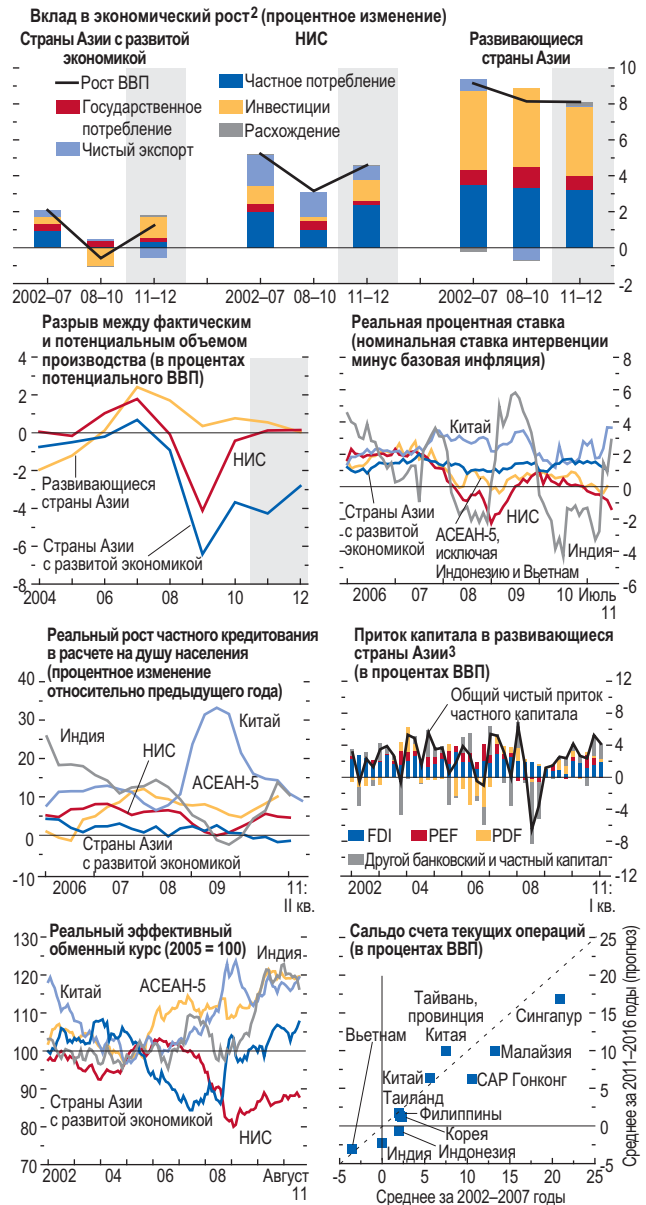 Вклад в экономический рост2 (процентное изменение)
Страны Азии с развитой
экономикой
НИС
Развивающиеся
страны Азии
Рост ВВП
Государственное
потребление
Чистый экспорт
Частное потребление
Инвестиции
Расхождение
10
8
6
4
2
0
-2
2002–07 08–10 11–12
2002–07 08–10 11–12
2002–07 08–10 11–12
Разрыв между фактическим
и потенциальным объемом
производства (в процентах
потенциального ВВП)
4
2
0
-2
-4
-6
-8
НИС
Развивающиеся
страны Азии
Страны Азии
с развитой экономикой
2004 06 08 10 12
Реальная процентная ставка
(номинальная ставка интервенции
минус базовая инфляция)
8
6
4
2
0
-2
-4
-6
Китай
Страны Азии
с развитой
экономикой
АСЕАН-5,
исключая
Индонезию и Вьетнам
НИС
Индия
2006 07 08 09 10 Июль
11
Реальный рост частного кредитования
в расчете на душу населения
(процентное изменение
относительно предыдущего года)
40
30
20
10
0
-10
Индия
НИС
Китай
АСЕАН-5
Страны Азии
с развитой экономикой
2006 07 08 09 10 11:
II кв.
Приток капитала в развивающиеся
страны Азии3
(в процентах ВВП)
12
8
4
0
-4
-8
-12
Общий чистый приток
частного капитала
FDI PEF PDF
Другой банковский и частный капитал
2002 04 06 08 10 11:
I кв.
Реальный эффективный
обменный курс (2005 = 100)
130
120
110
100
90
80
70
Китай
АСЕАН-5
Индия
Страны Азии
с развитой экономикой
НИС
2002 04 06 08 Август
11
Сальдо счета текущих операций
(в процентах ВВП)
25
20
15
10
5
0
-5
Среднее за 2011–2016 годы (прогноз)
Вьетнам
Тайвань,
провинция
Китая
Сингапур
Малайзия
Китай
САР Гонконг
Таиланд
Филиппины
Корея
Индонезия
Индия
-5 0 5 10 15 20 25
Среднее за 2002–2007 годы